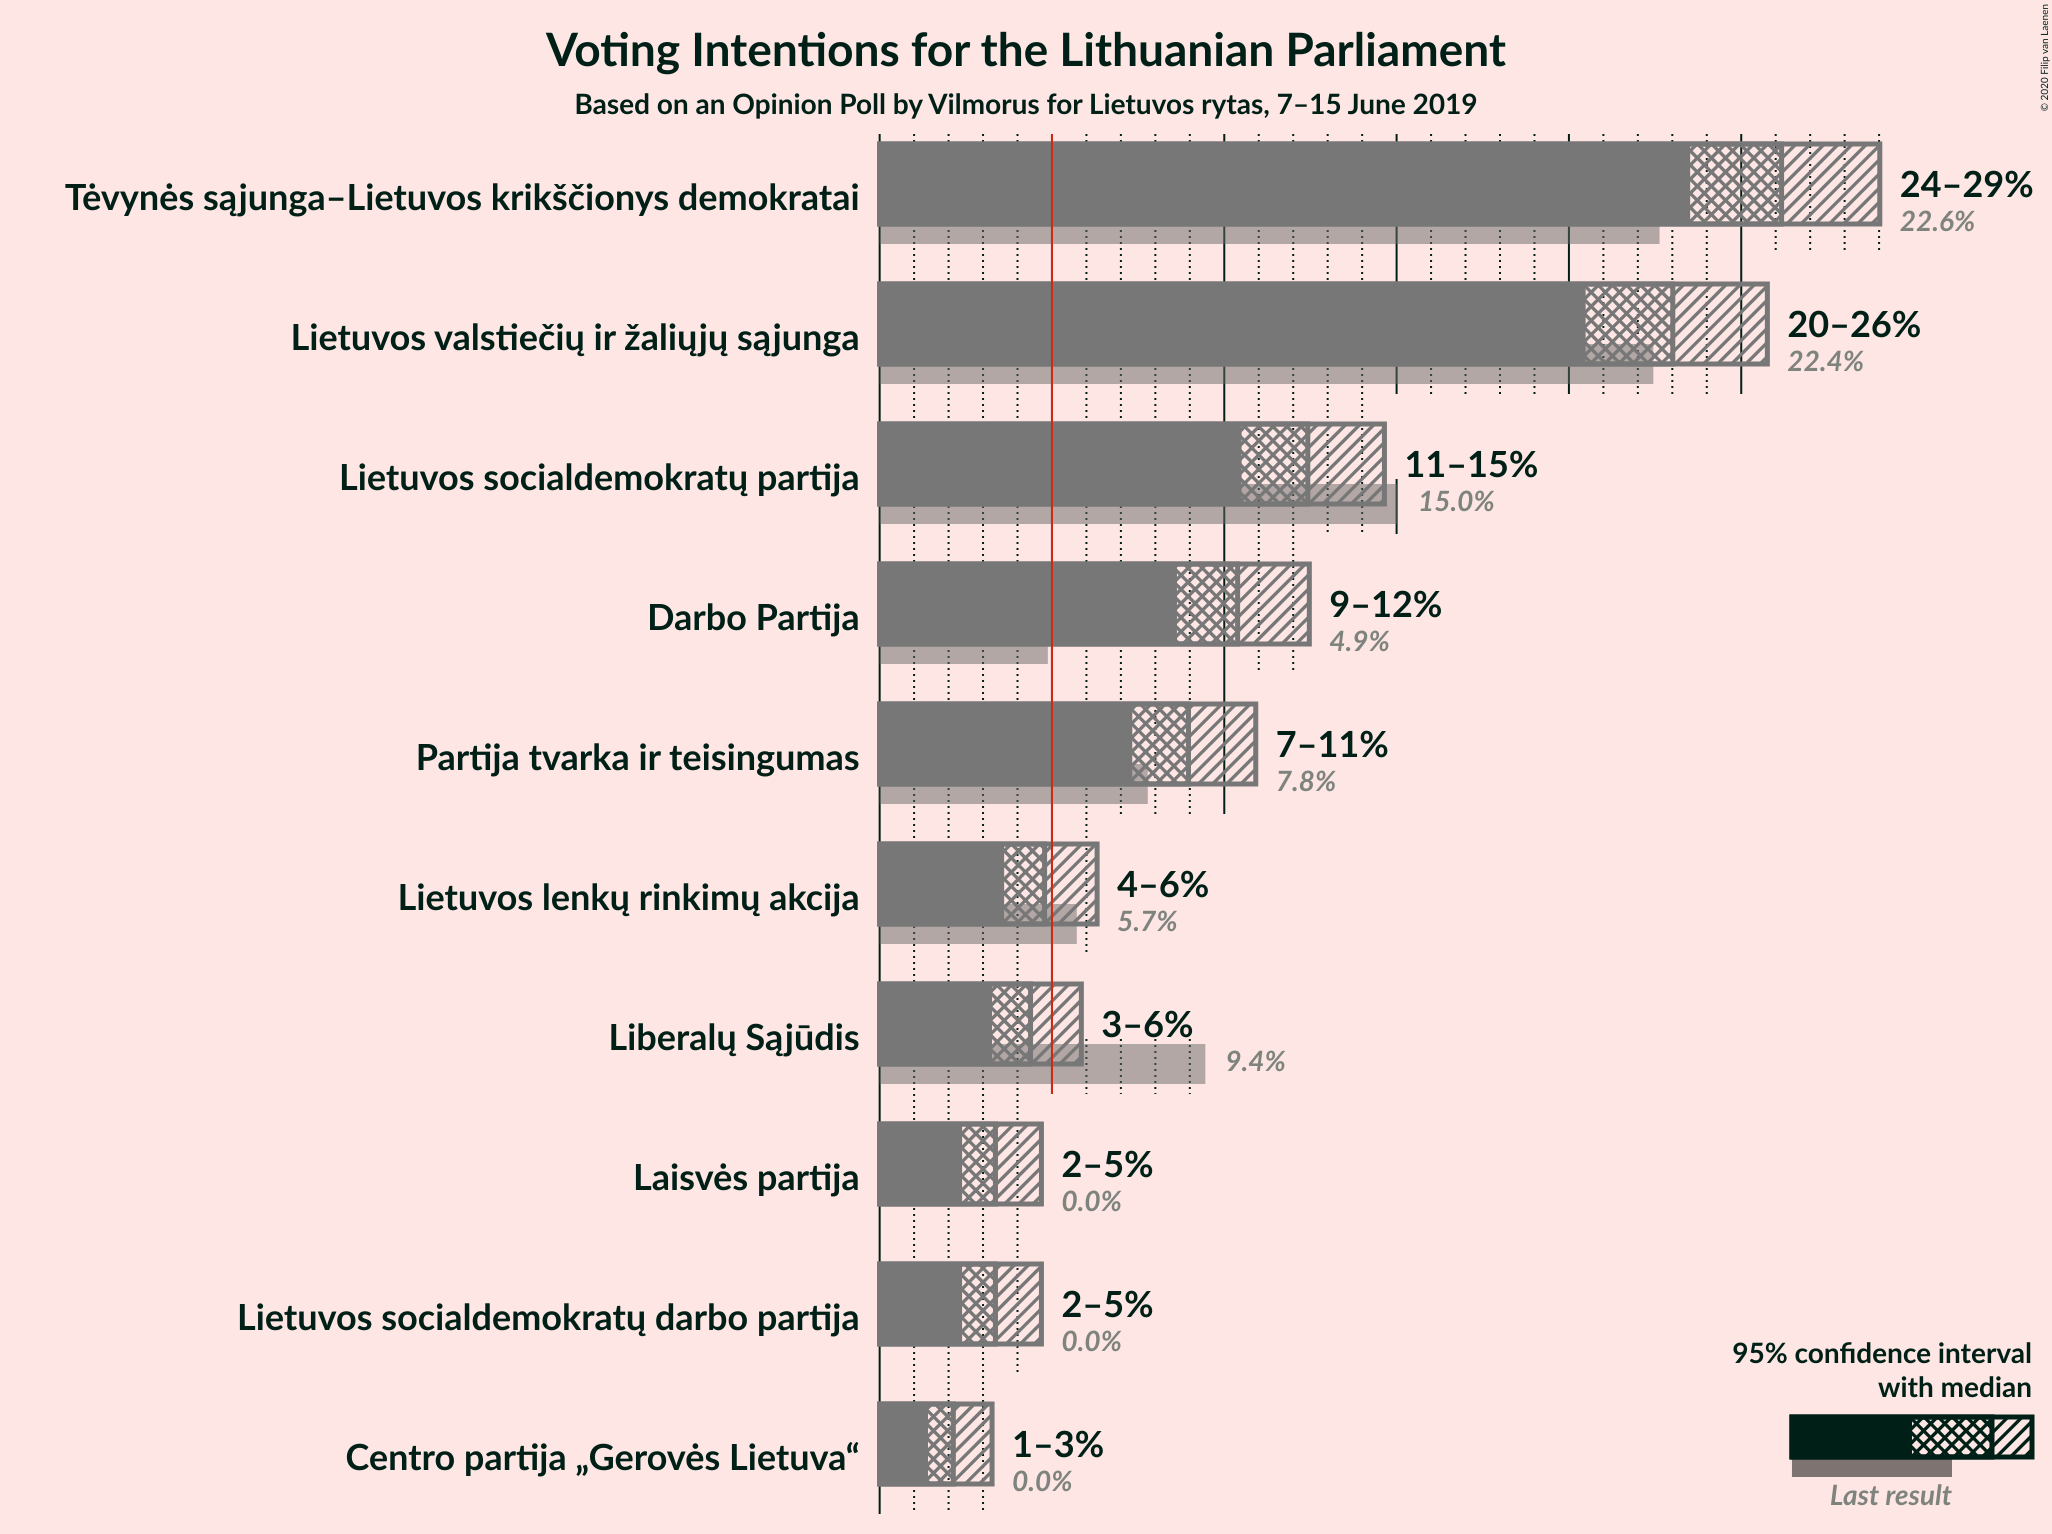 Voting Intentions for the Lithuanian Parliament
Based on an Opinion Poll by Vilmorus for Lietuvos rytas, 7–15 June 2019
© 2020 Filip van Laenen
Tėvynės sąjunga–Lietuvos krikščionys demokratai
24–29%
22.6%
Lietuvos valstiečių ir žaliųjų sąjunga
20–26%
22.4%
Lietuvos socialdemokratų partija
11–15%
15.0%
Darbo Partija
9–12%
4.9%
Partija tvarka ir teisingumas
7–11%
7.8%
Lietuvos lenkų rinkimų akcija
4–6%
5.7%
Liberalų Sąjūdis
3–6%
9.4%
Laisvės partija
2–5%
0.0%
Lietuvos socialdemokratų darbo partija
2–5%
0.0%
Centro partija „Gerovės Lietuva“
1–3%
0.0%
95% confidence interval
with median
Last result